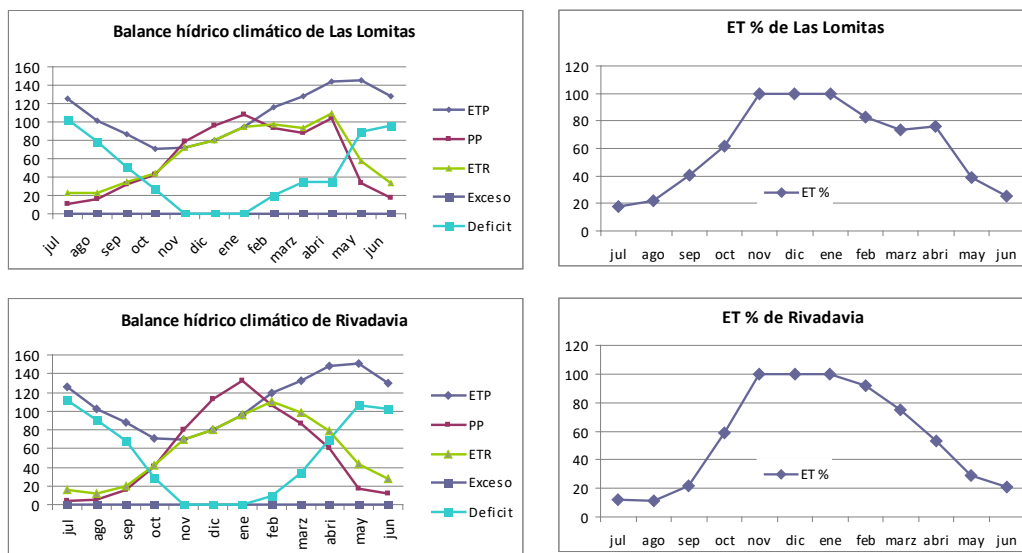 Balance hídrico climático de Las Lomitas
160
140
120
100
80
60
40
20
0
jul ago sep oct nov dic ene feb marz abri may jun
ETP
PP
ETR
Exceso
Deficit
ET % de Las Lomitas
120
100
80
60
40
20
0
ET %
jul ago sep oct nov dic ene feb marz abri may jun
Balance hídrico climático de Rivadavia
160
140
120
100
80
60
40
20
0
jul ago sep oct nov dic ene feb marz abri may jun
ETP
PP
ETR
Exceso
Deficit
ET % de Rivadavia
120
100
80
60
40
20
0
ET %
jul ago sep oct nov dic ene feb marz abri may jun